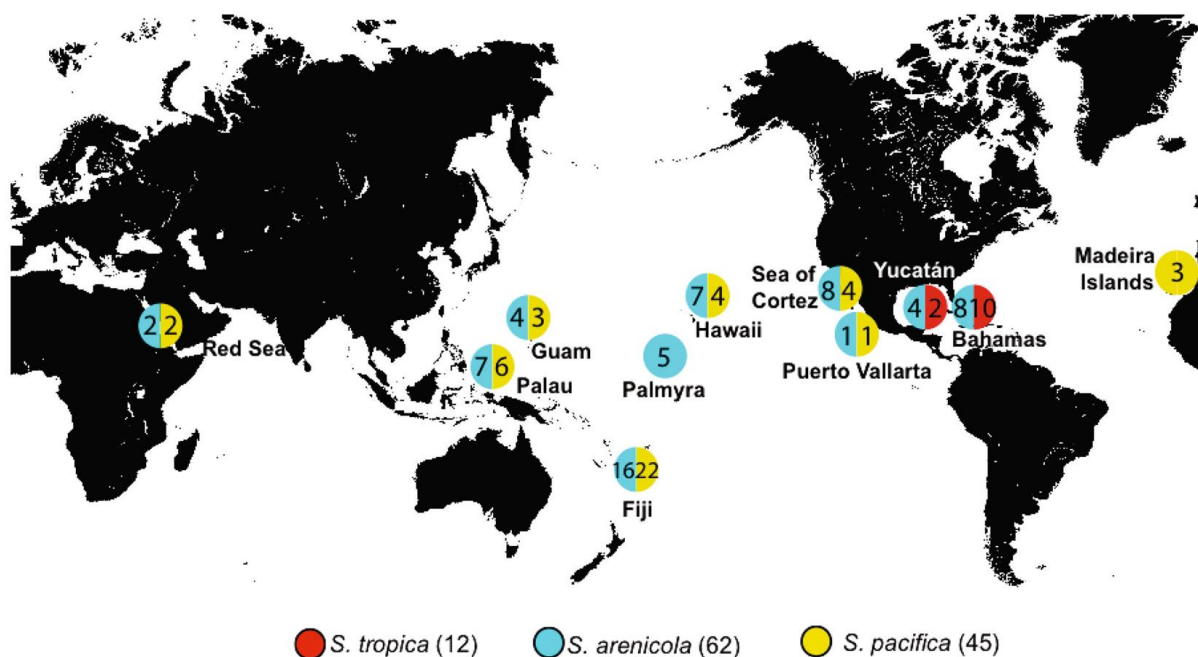 2 2
Red Sea
4 3
Guam
7 6
Palau
7 4
Hawaii
5
Palmyra
16 22
Fiji
Sea of
Cortez
8 4
1 1
Puerto Vallarta
Yucatán
4 2
8 10
Bahamas
Madeira
Islands
3
S. tropica (12) S. arenicola (62) S. pacifica (45)